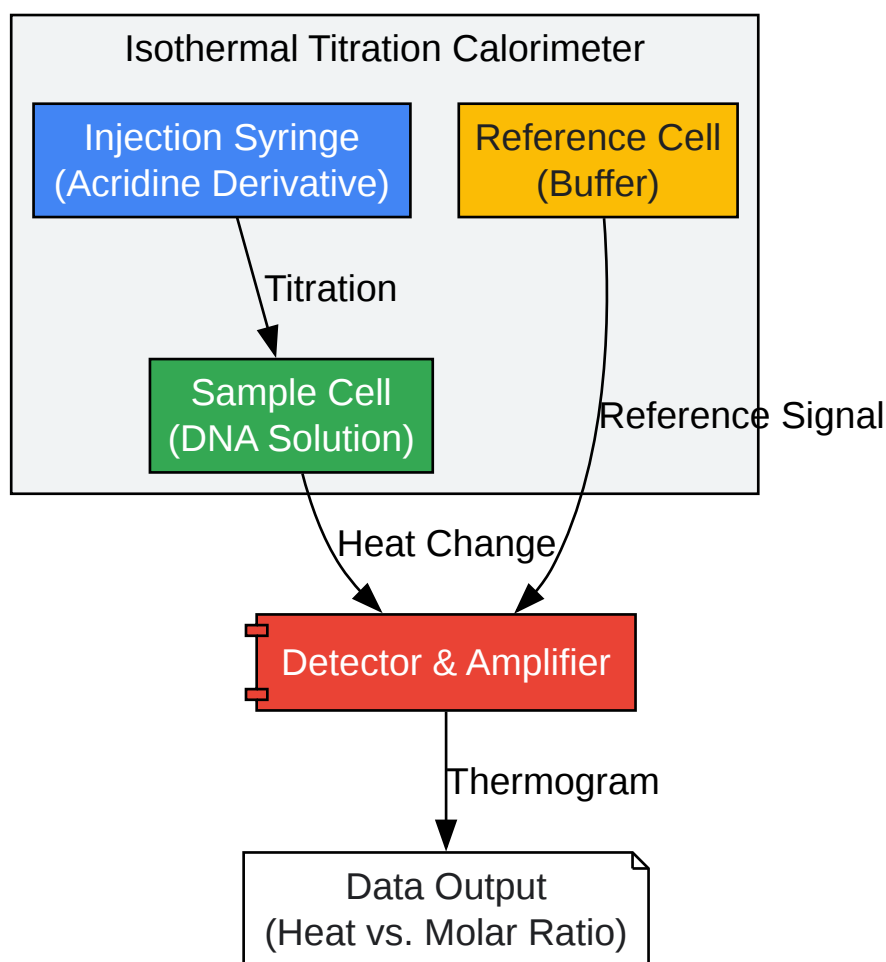 Isothermal Titration Calorimeter
Injection Syringe
(Acridine Derivative)
Reference Cell
(Buffer)
Titration
Sample Cell
(DNA Solution)
Reference Signal
Heat Change
Detector & Amplifier
Thermogram
Data Output
(Heat vs. Molar Ratio)